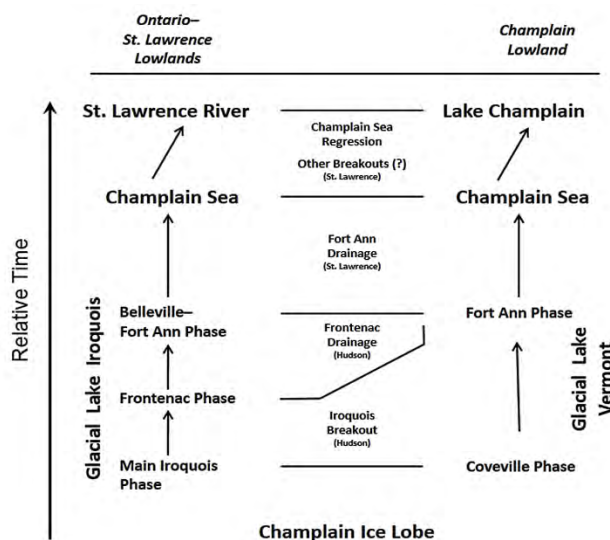 Ontario–
St. Lawrence
Lowlands
Champlain
Lowland
Relative Time
St. Lawrence River
Champlain Sea
Regression
Other Breakouts (?)
(St. Lawrence)
Lake Champlain
Champlain Sea
Champlain Sea
Fort Ann
Drainage
(St. Lawrence)
Glacial Lake Iroquois
Belleville–
Fort Ann Phase
Frontenac
Drainage
(Hudson)
Fort Ann Phase
Glacial Lake
Vermont
Frontenac Phase
Iroquois
Breakout
(Hudson)
Main Iroquois
Phase
Coveville Phase
Champlain Ice Lobe